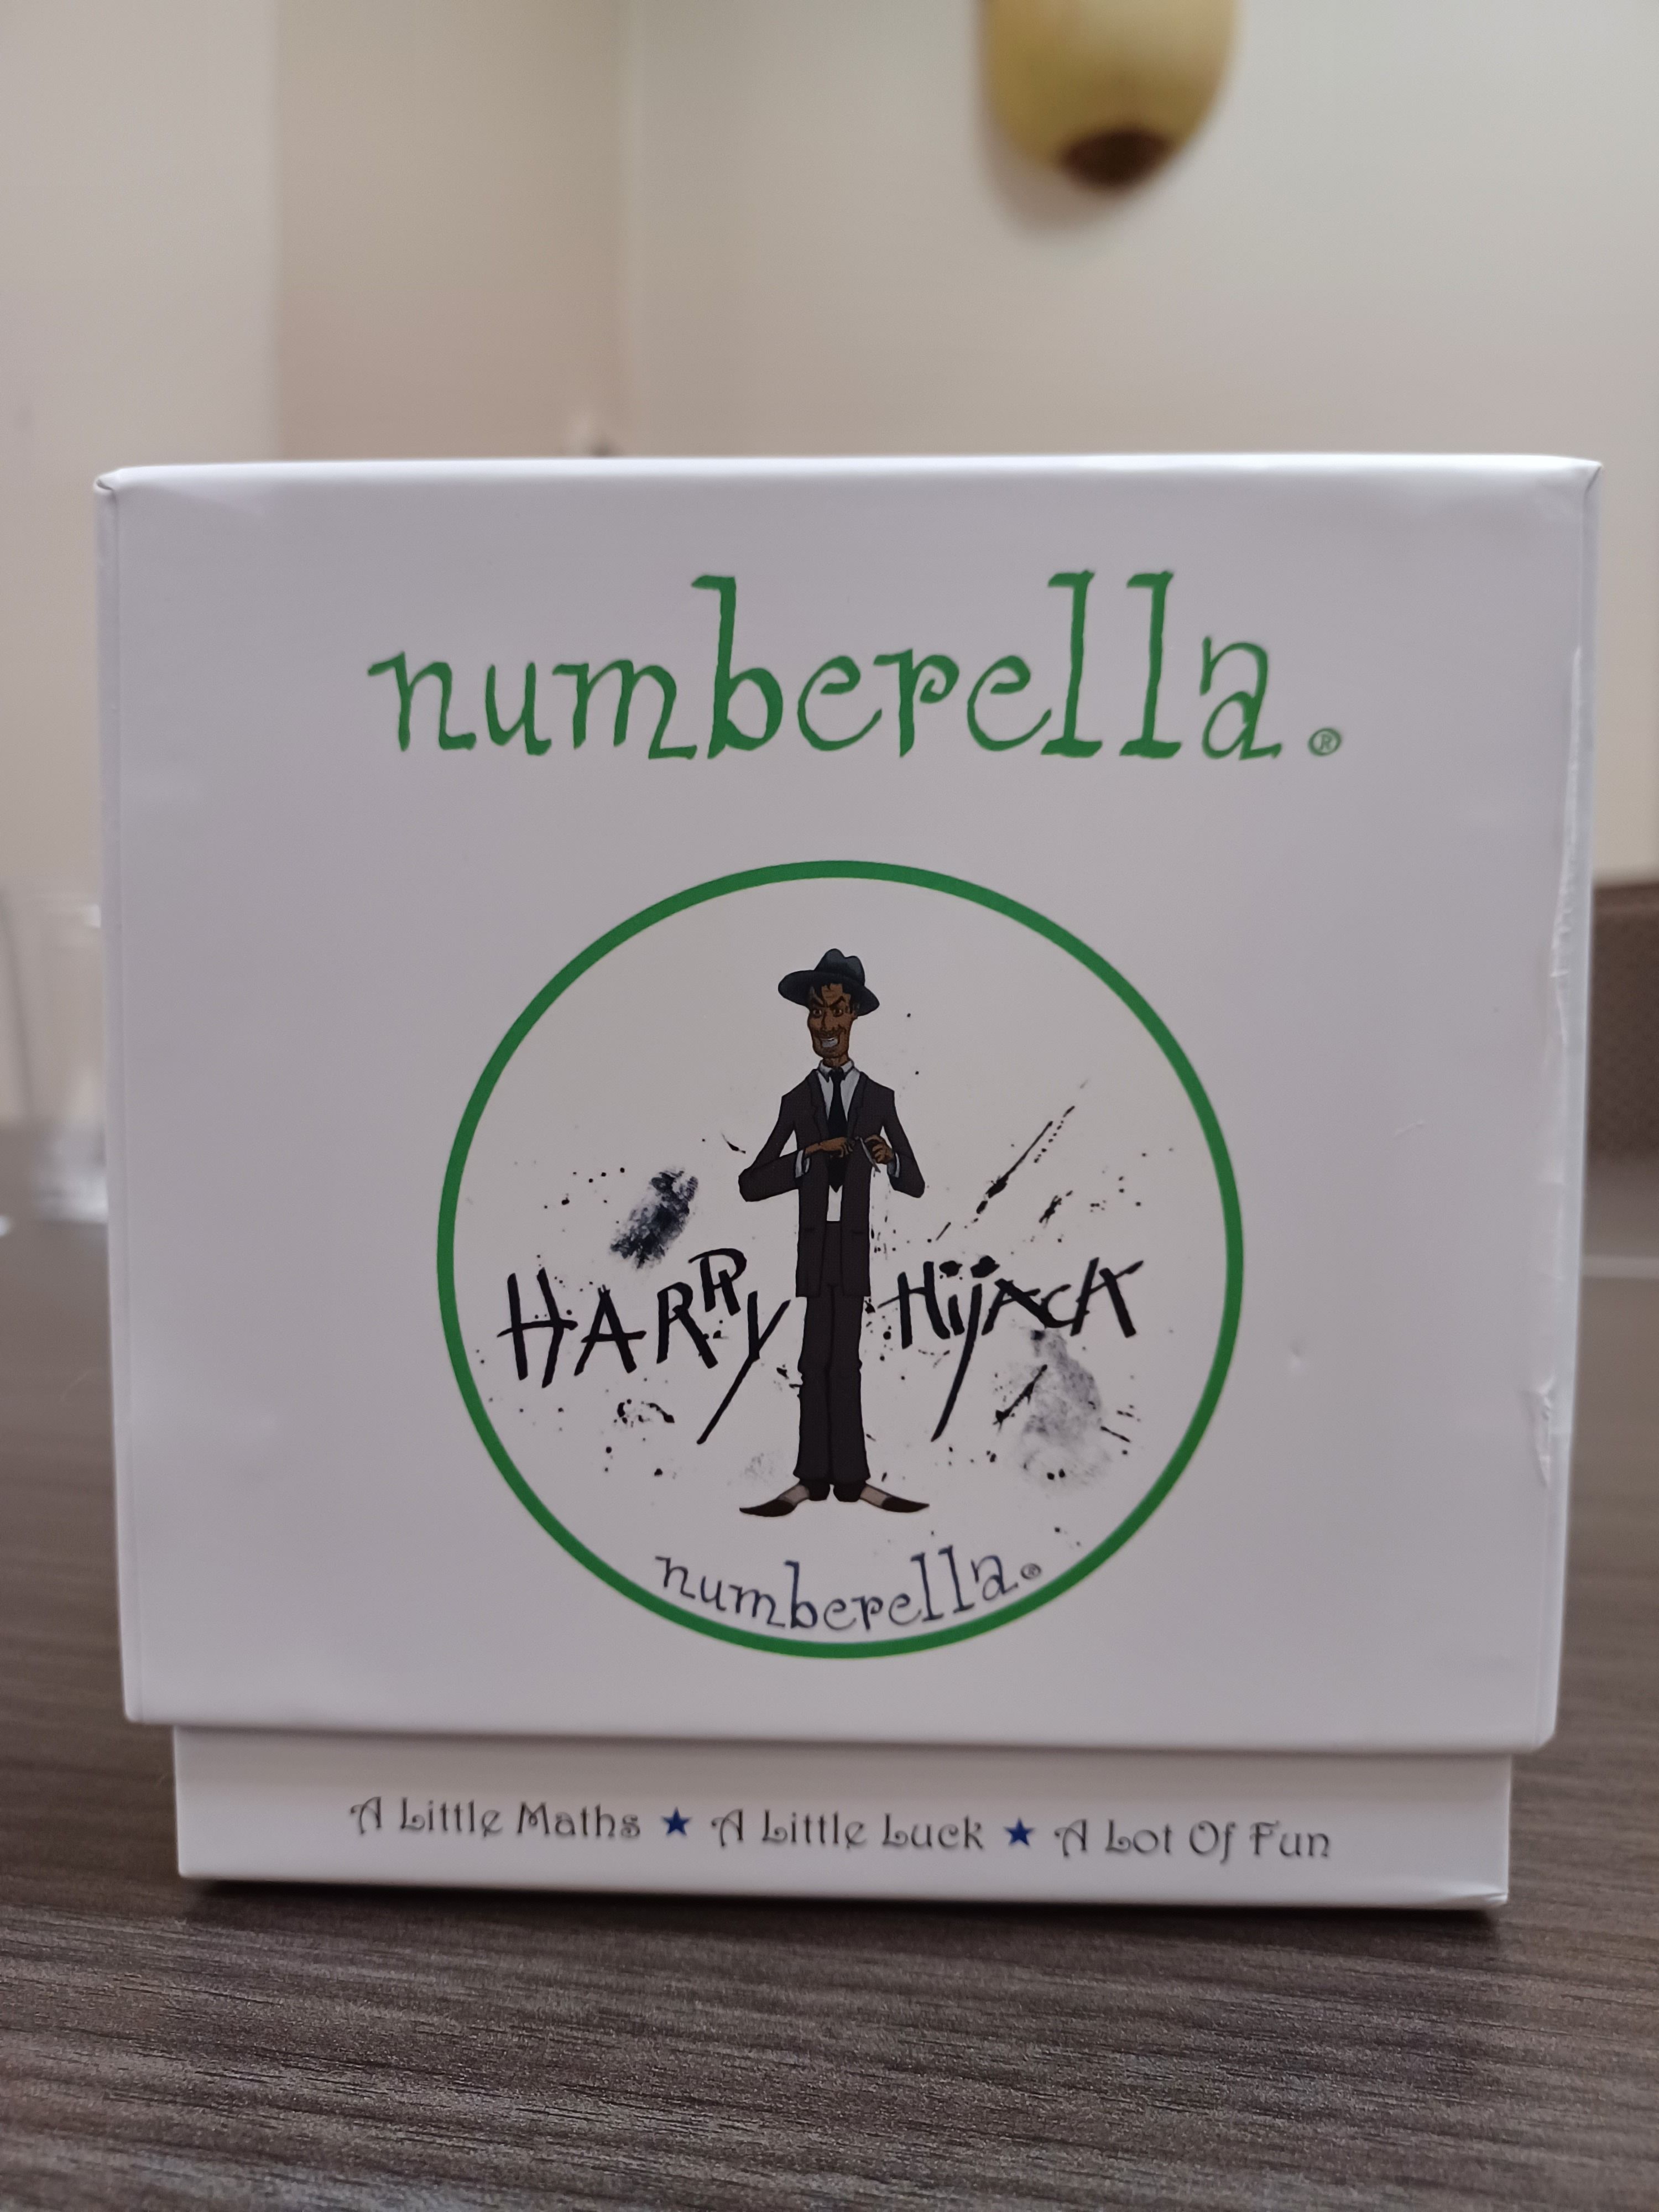 numberella®
HARRY HIJACK
numberella®
A Little Maths ★ A Little Luck ★ A Lot Of Fun